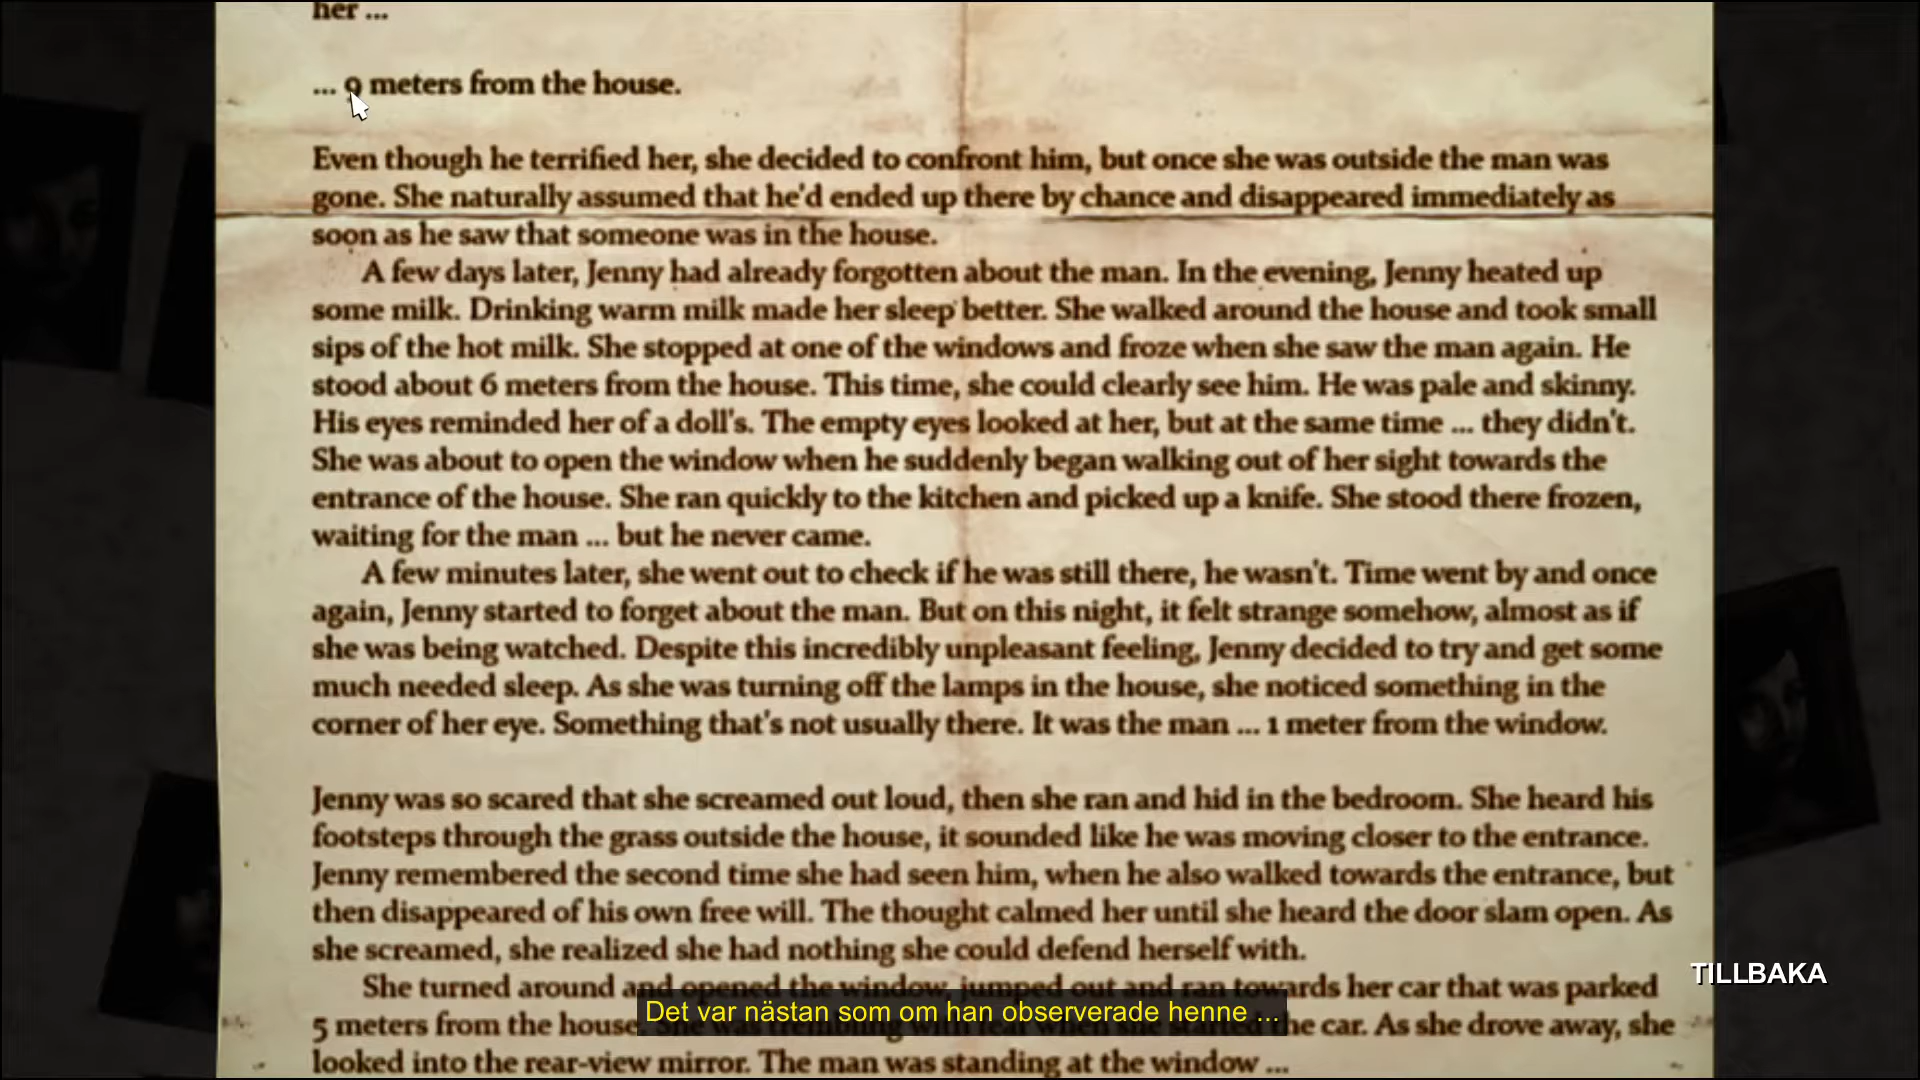 her ...
... 9 meters from the house.
Even though he terrified her, she decided to confront him, but once she was outside the man was
gone. She naturally assumed that he'd ended up there by chance and disappeared immediately as
soon as he saw that someone was in the house.
A few days later, Jenny had already forgotten about the man. In the evening, Jenny heated up
some milk. Drinking warm milk made her sleep better. She walked around the house and took small
sips of the hot milk. She stopped at one of the windows and froze when she saw the man again. He
stood about 6 meters from the house. This time, she could clearly see him. He was pale and skinny.
His eyes reminded her of a doll's. The empty eyes looked at her, but at the same time ... they didn't.
She was about to open the window when he suddenly began walking out of her sight towards the
entrance of the house. She ran quickly to the kitchen and picked up a knife. She stood there frozen,
waiting for the man ... but he never came.
A few minutes later, she went out to check if he was still there, he wasn't. Time went by and once
again, Jenny started to forget about the man. But on this night, it felt strange somehow, almost as if
she was being watched. Despite this incredibly unpleasant feeling, Jenny decided to try and get some
much needed sleep. As she was turning off the lamps in the house, she noticed something in the
corner of her eye. Something that's not usually there. It was the man ... 1 meter from the window.
Jenny was so scared that she screamed out loud, then she ran and hid in the bedroom. She heard his
footsteps through the grass outside the house, it sounded like he was moving closer to the entrance.
Jenny remembered the second time she had seen him, when he also walked towards the entrance, but
then disappeared of his own free will. The thought calmed her until she heard the door slam open. As
she screamed, she realized she had nothing she could defend herself with.
She turned around and opened the window, jumped out and ran towards her car that was parked
5 meters from the house. She was trembling with fear when she started the car. As she drove away, she
looked into the rear-view mirror. The man was standing at the window ...
Det var nästan som om han observerade henne ...
TILLBAKA